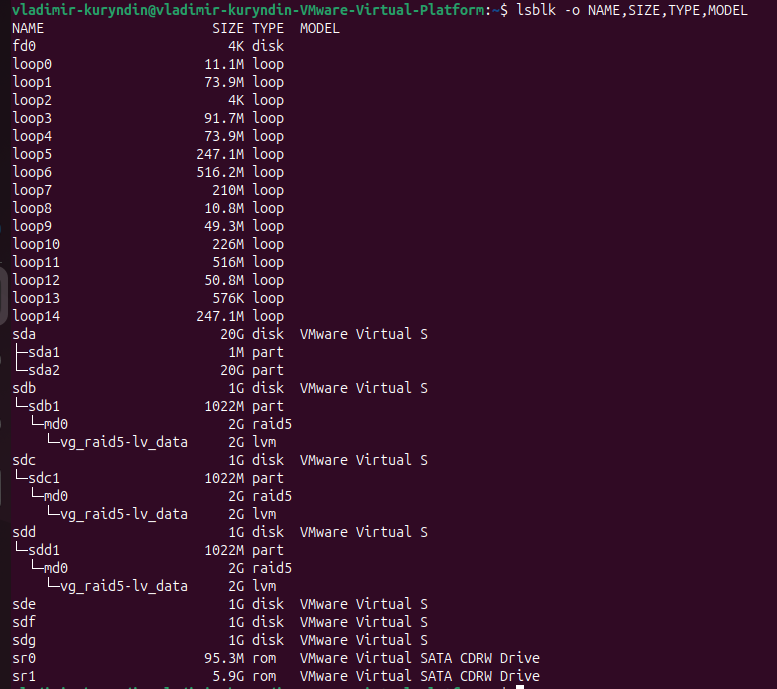 vladimir-kuryndin@vladimir-kuryndin-VMware-Virtual-Platform:~$ lsblk -o NAME,SIZE,TYPE,MODEL
NAME                     SIZE TYPE  MODEL
fd0                        4K disk
loop0                   11.1M loop
loop1                   73.9M loop
loop2                      4K loop
loop3                   91.7M loop
loop4                   73.9M loop
loop5                  247.1M loop
loop6                  516.2M loop
loop7                    210M loop
loop8                   10.8M loop
loop9                   49.3M loop
loop10                   226M loop
loop11                   516M loop
loop12                  50.8M loop
loop13                   576K loop
loop14                 247.1M loop
sda                       20G disk  VMware Virtual S
├─sda1                     1M part
└─sda2                    20G part
sdb                        1G disk  VMware Virtual S
└─sdb1                  1022M part
  └─md0                    2G raid5
    └─vg_raid5-lv_data     2G lvm
sdc                        1G disk  VMware Virtual S
└─sdc1                  1022M part
  └─md0                    2G raid5
    └─vg_raid5-lv_data     2G lvm
sdd                        1G disk  VMware Virtual S
└─sdd1                  1022M part
  └─md0                    2G raid5
    └─vg_raid5-lv_data     2G lvm
sde                        1G disk  VMware Virtual S
sdf                        1G disk  VMware Virtual S
sdg                        1G disk  VMware Virtual S
sr0                     95.3M rom   VMware Virtual SATA CDRW Drive
sr1                      5.9G rom   VMware Virtual SATA CDRW Drive